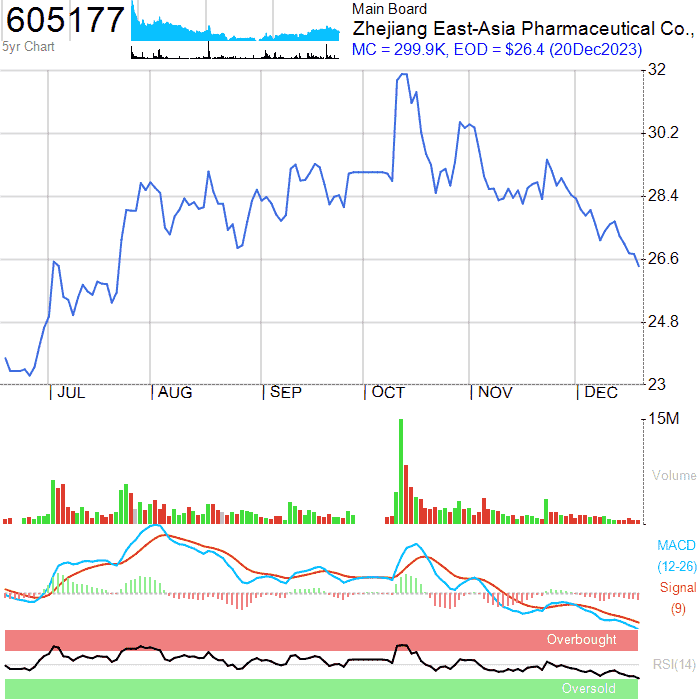 605177
5yr Chart
Main Board
Zhejiang East-Asia Pharmaceutical Co.,
MC = 299.9K, EOD = $26.4 (20Dec2023)
32
30.2
28.4
26.6
24.8
23
JUL
AUG
SEP
OCT
NOV
DEC
15M
Volume
MACD
(12-26)
Signal
(9)
Overbought
RSI(14)
Oversold